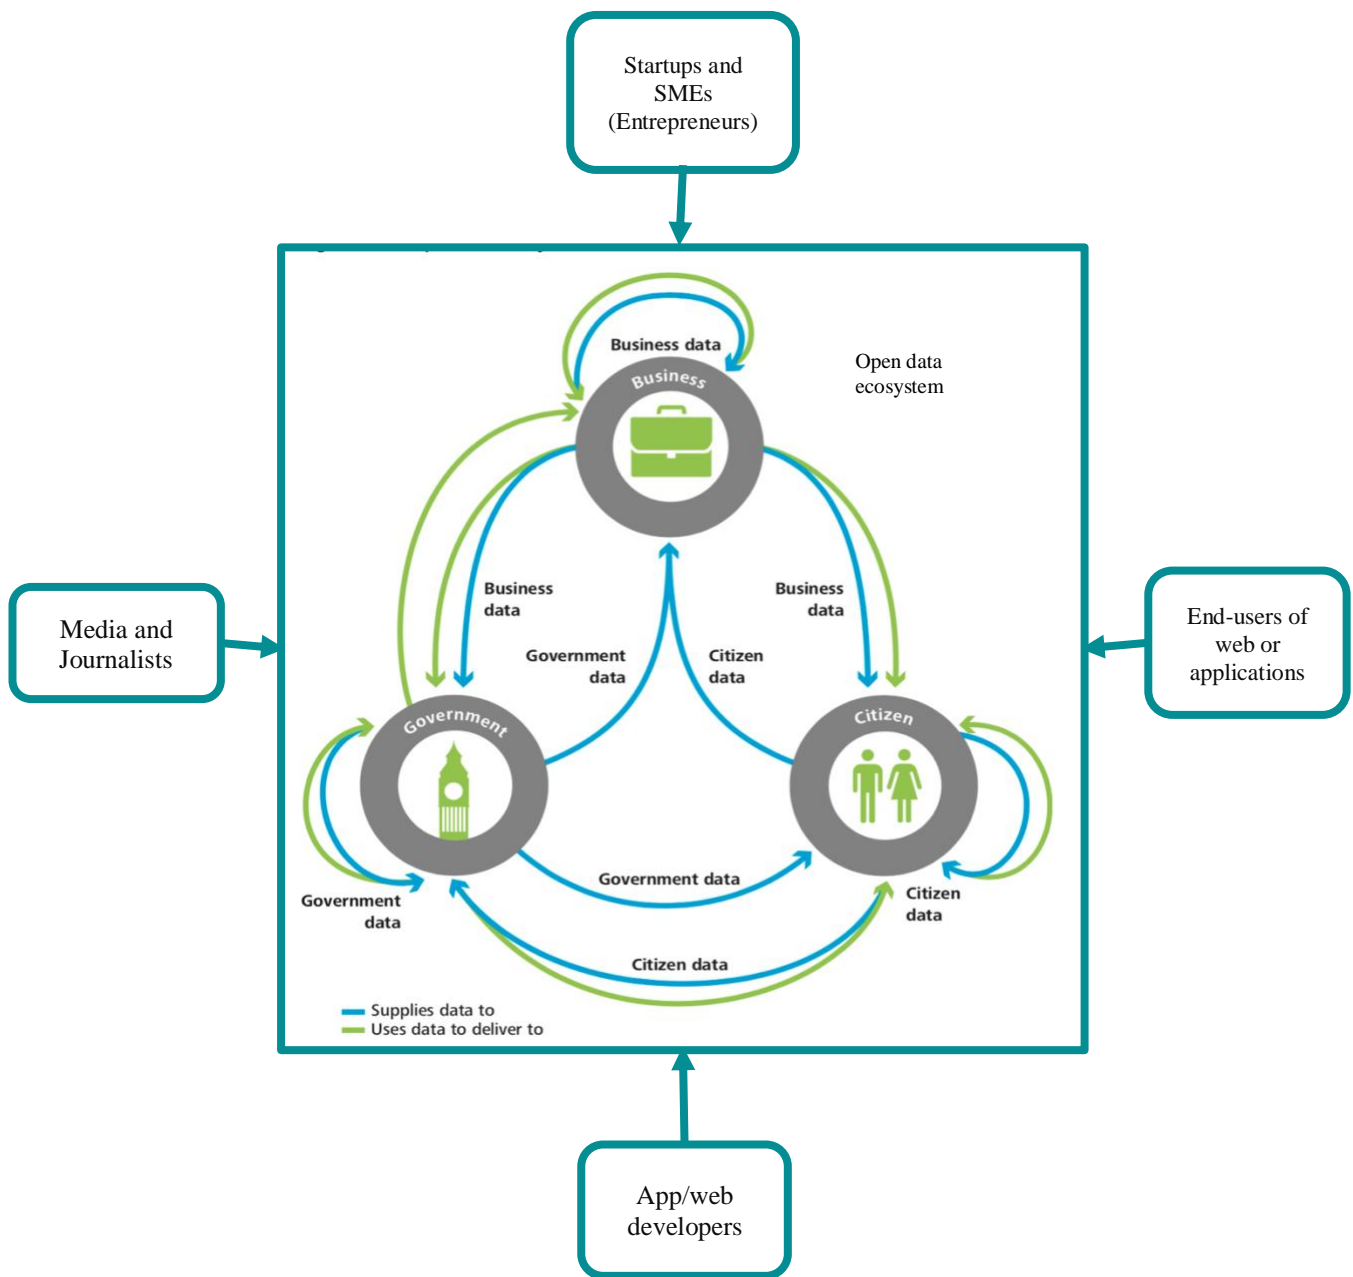 Startups and
SMEs
(Entrepreneurs)
Business data
Business
Open data
ecosystem
Business
data
Business
data
Media and
Journalists
End-users of
web or
applications
Government
data
Citizen
data
Government
Citizen
Government data
Government
data
Citizen
data
Citizen data
Supplies data to
Uses data to deliver to
App/web
developers